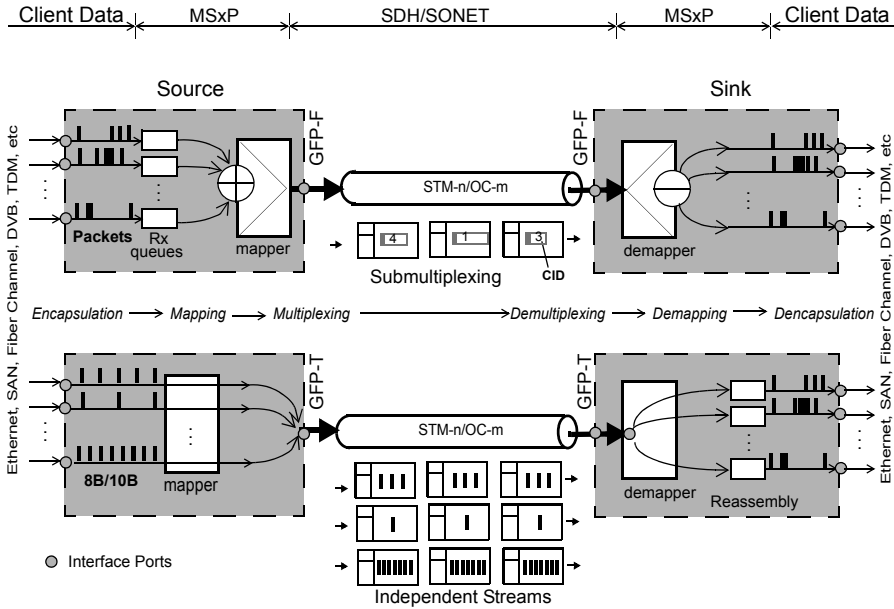 Client Data
MSxP
SDH/SONET
MSxP
Client Data
Source
Sink
Ethernet, SAN, Fiber Channel, DVB, TDM, etc
Packets
Rx
queues
mapper
GFP-F
STM-n/OC-m
4
1
3
CID
Submultiplexing
GFP-F
demapper
Ethernet, SAN, Fiber Channel, DVB, TDM, etc
Encapsulation
Mapping
Multiplexing
Demultiplexing
Demapping
Dencapsulation
Ethernet, SAN, Fiber Channel, DVB, TDM, etc
8B/10B
mapper
GFP-T
STM-n/OC-m
GFP-T
demapper
Reassembly
Ethernet, SAN, Fiber Channel, DVB, TDM, etc
Interface Ports
Independent Streams